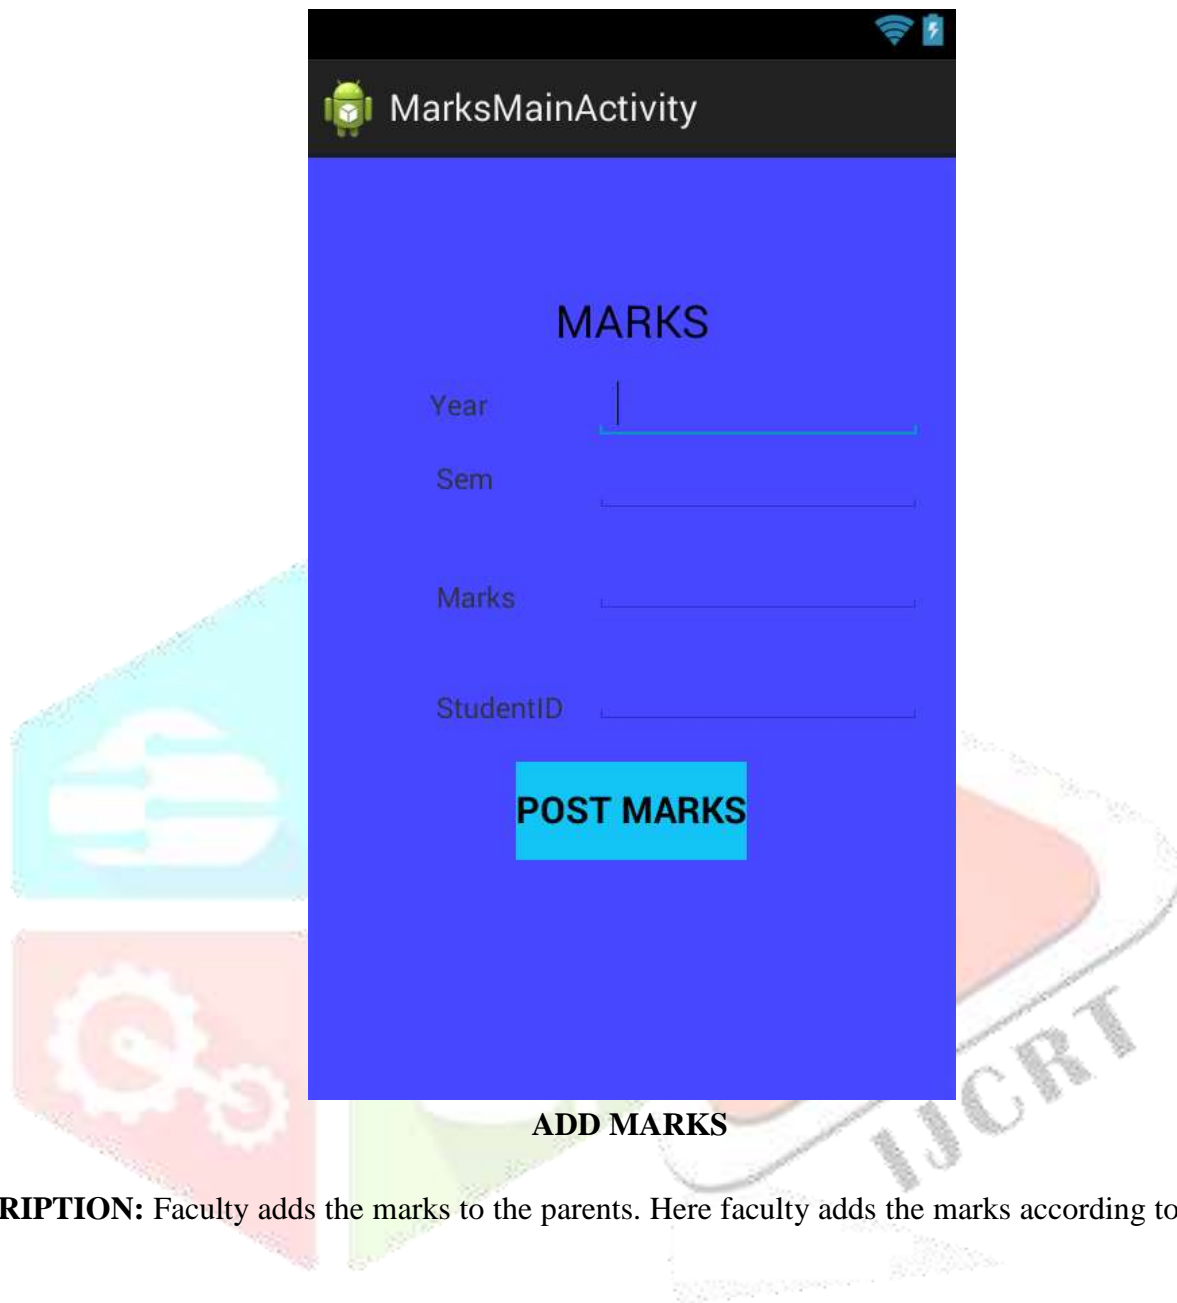 MarksMainActivity
MARKS
Year
Sem
Marks
StudentID
POST MARKS
ADD MARKS
RIPTION: Faculty adds the marks to the parents. Here faculty adds the marks according to
IJCRT